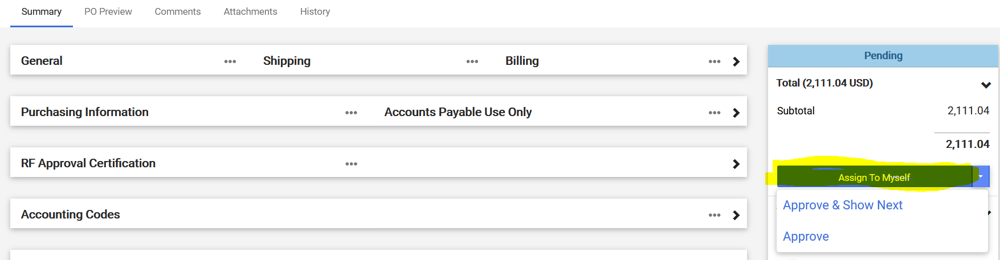 Summary PO Preview Comments Attachments History
General ••• Shipping ••• Billing •••
Pending
Total (2,111.04 USD)
Purchasing Information ••• Accounts Payable Use Only •••
Subtotal 2,111.04
2,111.04
RF Approval Certification •••
Assign To Myself
Approve & Show Next
Accounting Codes •••
Approve